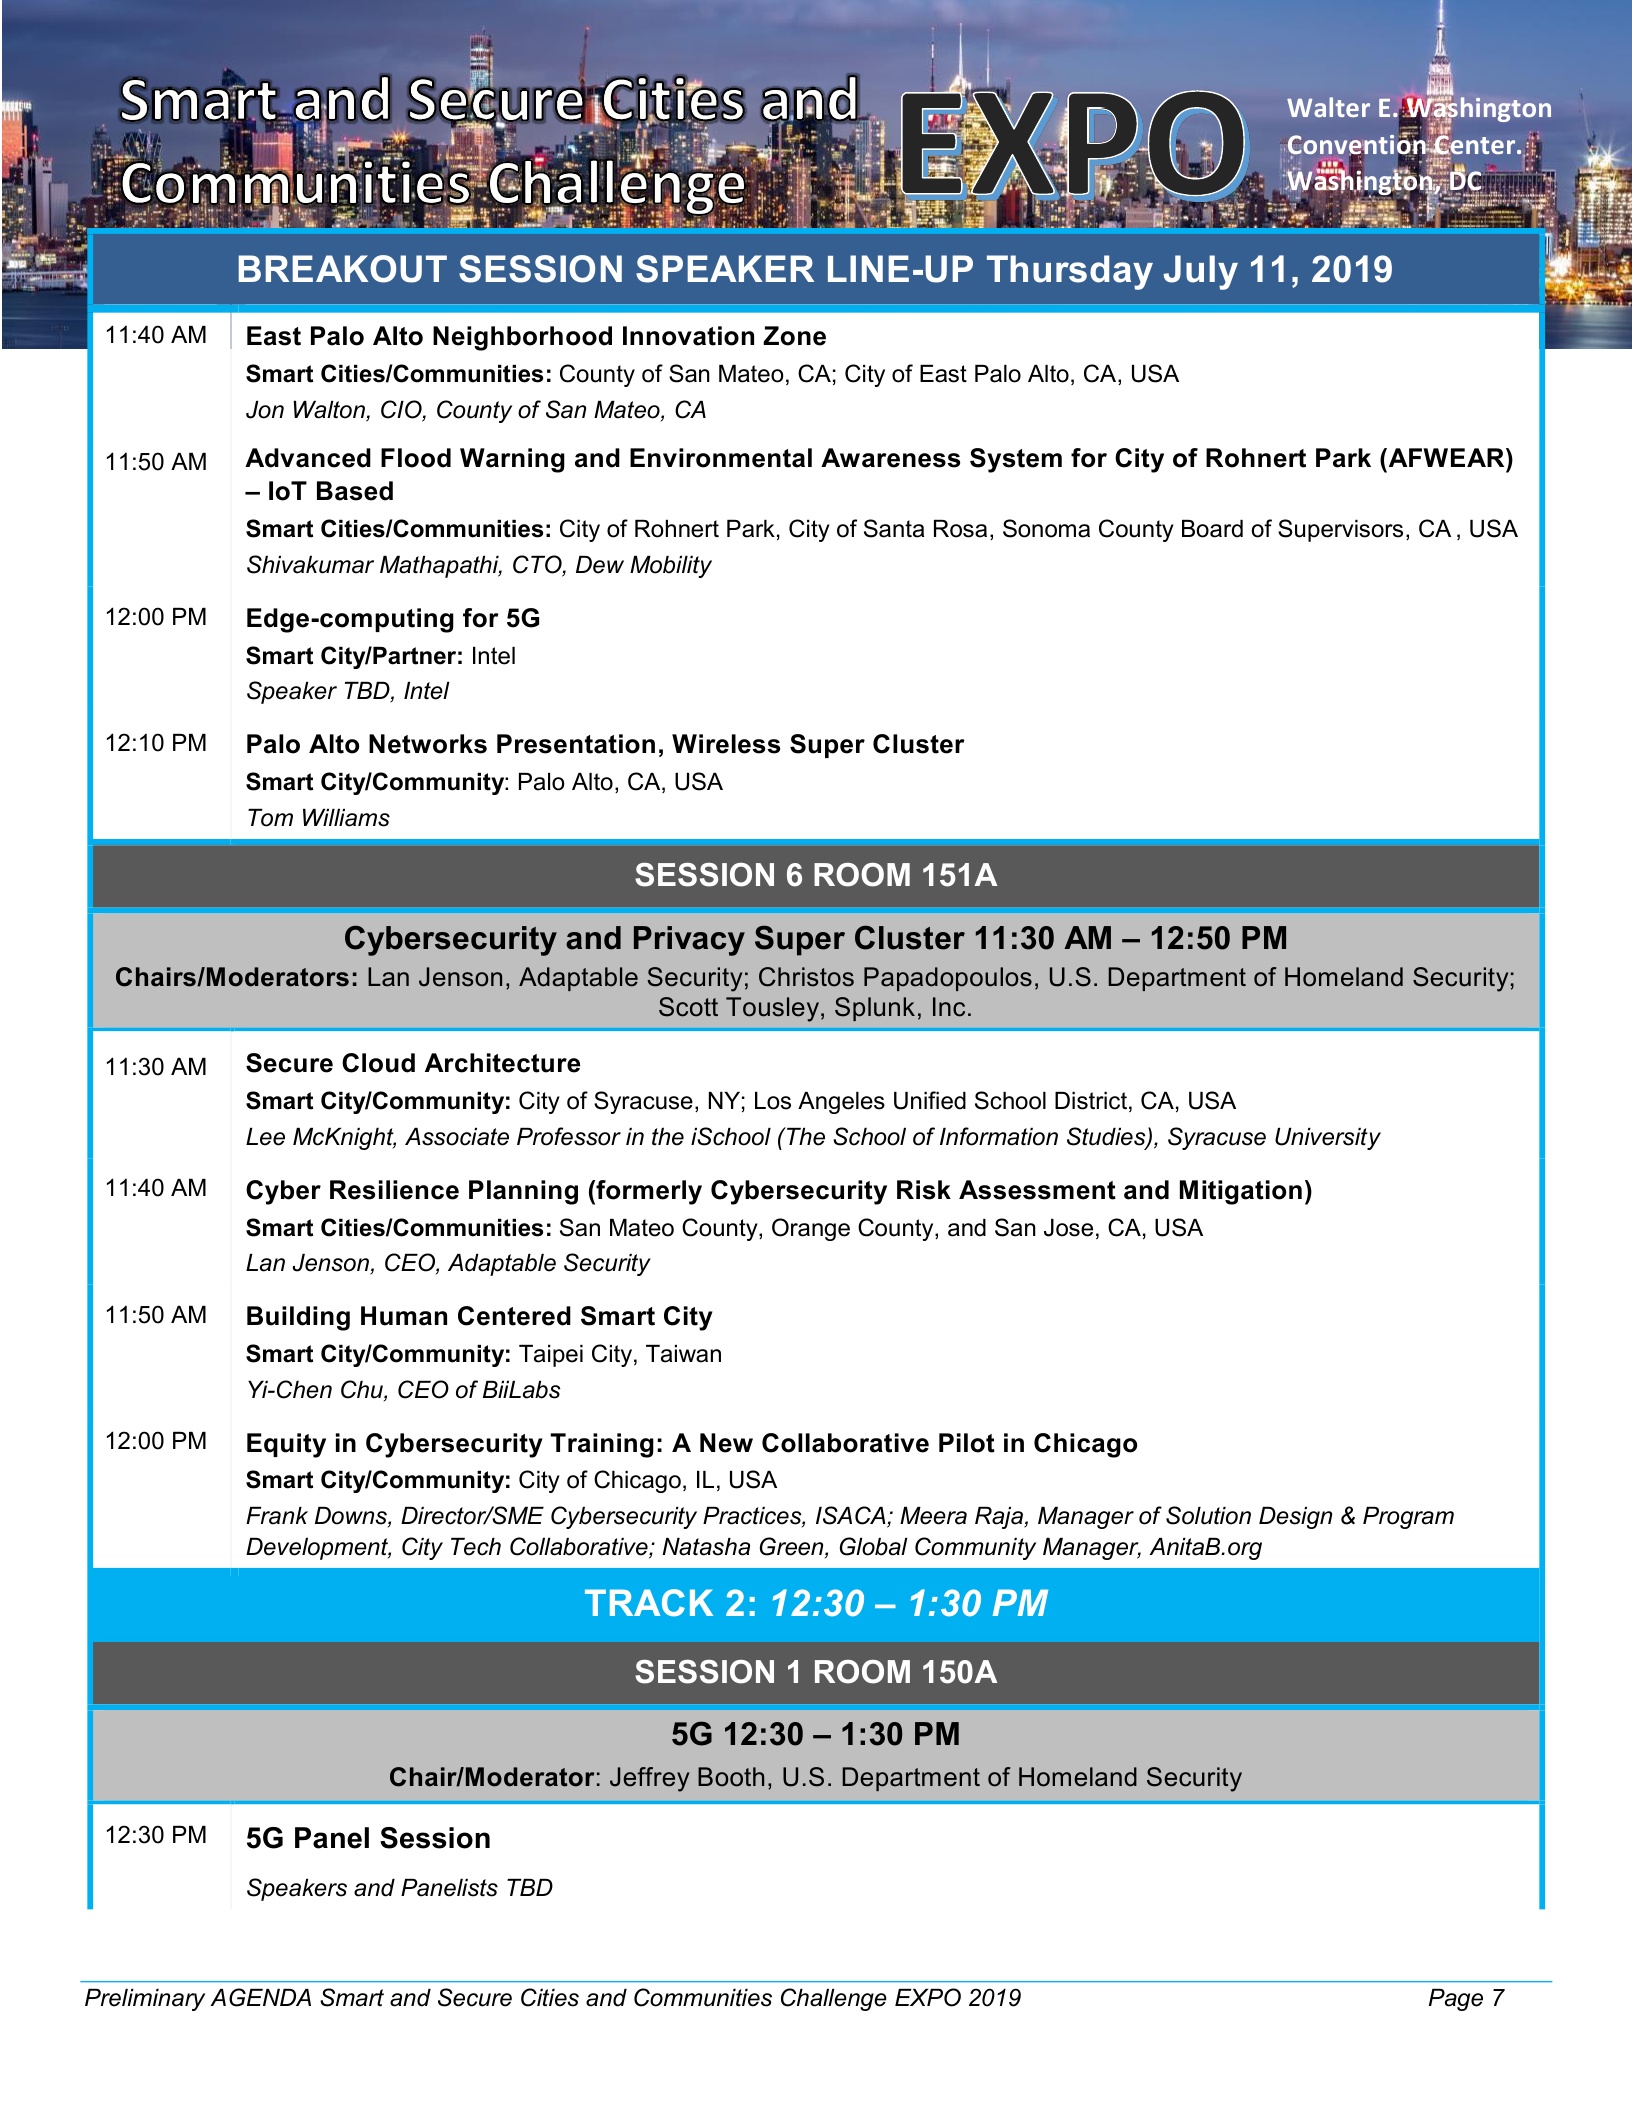 Smart and Secure Cities and
Communities Challenge
EXPO
Walter E. Washington
Convention Center.
Washington, DC
BREAKOUT SESSION SPEAKER LINE-UP Thursday July 11, 2019
11:40 AM
East Palo Alto Neighborhood Innovation Zone
Smart Cities/Communities: County of San Mateo, CA; City of East Palo Alto, CA, USA
Jon Walton, CIO, County of San Mateo, CA
11:50 AM
Advanced Flood Warning and Environmental Awareness System for City of Rohnert Park (AFWEAR)
– IoT Based
Smart Cities/Communities: City of Rohnert Park, City of Santa Rosa, Sonoma County Board of Supervisors, CA , USA
Shivakumar Mathapathi, CTO, Dew Mobility
12:00 PM
Edge-computing for 5G
Smart City/Partner: Intel
Speaker TBD, Intel
12:10 PM
Palo Alto Networks Presentation, Wireless Super Cluster
Smart City/Community: Palo Alto, CA, USA
Tom Williams
SESSION 6 ROOM 151A
Cybersecurity and Privacy Super Cluster 11:30 AM – 12:50 PM
Chairs/Moderators: Lan Jenson, Adaptable Security; Christos Papadopoulos, U.S. Department of Homeland Security;
Scott Tousley, Splunk, Inc.
11:30 AM
Secure Cloud Architecture
Smart City/Community: City of Syracuse, NY; Los Angeles Unified School District, CA, USA
Lee McKnight, Associate Professor in the iSchool (The School of Information Studies), Syracuse University
11:40 AM
Cyber Resilience Planning (formerly Cybersecurity Risk Assessment and Mitigation)
Smart Cities/Communities: San Mateo County, Orange County, and San Jose, CA, USA
Lan Jenson, CEO, Adaptable Security
11:50 AM
Building Human Centered Smart City
Smart City/Community: Taipei City, Taiwan
Yi-Chen Chu, CEO of BiiLabs
12:00 PM
Equity in Cybersecurity Training: A New Collaborative Pilot in Chicago
Smart City/Community: City of Chicago, IL, USA
Frank Downs, Director/SME Cybersecurity Practices, ISACA; Meera Raja, Manager of Solution Design & Program
Development, City Tech Collaborative; Natasha Green, Global Community Manager, AnitaB.org
TRACK 2: 12:30 – 1:30 PM
SESSION 1 ROOM 150A
5G 12:30 – 1:30 PM
Chair/Moderator: Jeffrey Booth, U.S. Department of Homeland Security
12:30 PM
5G Panel Session
Speakers and Panelists TBD
Preliminary AGENDA Smart and Secure Cities and Communities Challenge EXPO 2019
Page 7